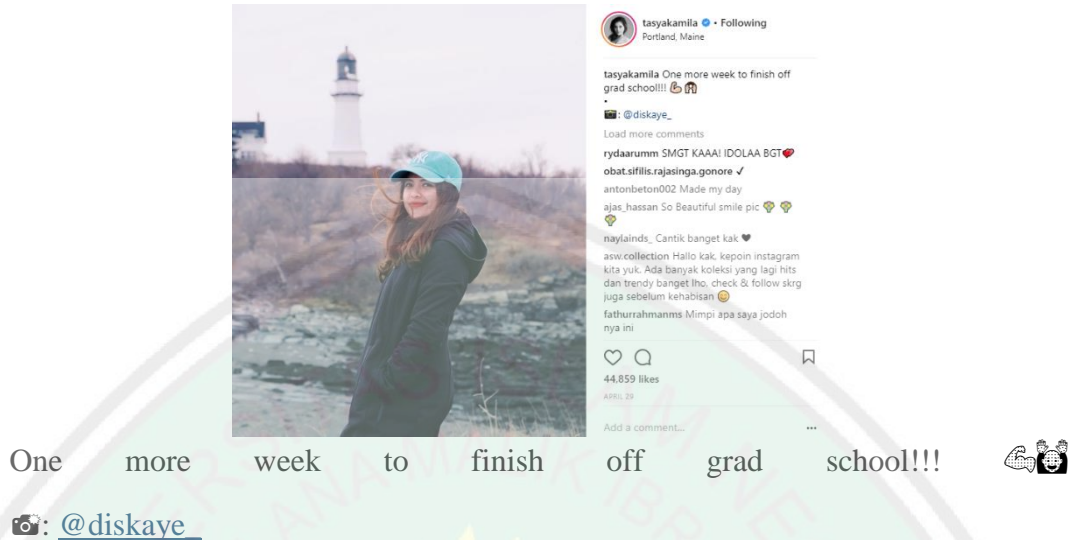 tasyakamila • Following
Portland, Maine
tasyakamila One more week to finish off
grad school!!! 💪🙆
•
📷: @diskaye_
Load more comments
rydaarumm SMGT KAAA! IDOLAA BGT💕
obat.sifilis.rajasinga.gonore ✓
antonbeton002 Made my day
ajas_hassan So Beautiful smile pic 💐 💐
💐
naylainds_ Cantik banget kak ♥
asw.collection Hallo kak, kepoin instagram
kita yuk. Ada banyak koleksi yang lagi hits
dan trendy banget lho. check & follow skrg
juga sebelum kehabisan 😊
fathurrahmanms Mimpi apa saya jodoh
nya ini
44,859 likes
APRIL 29
Add a comment...
One more week to finish off grad school!!! 💪🙆
📷: @diskaye_